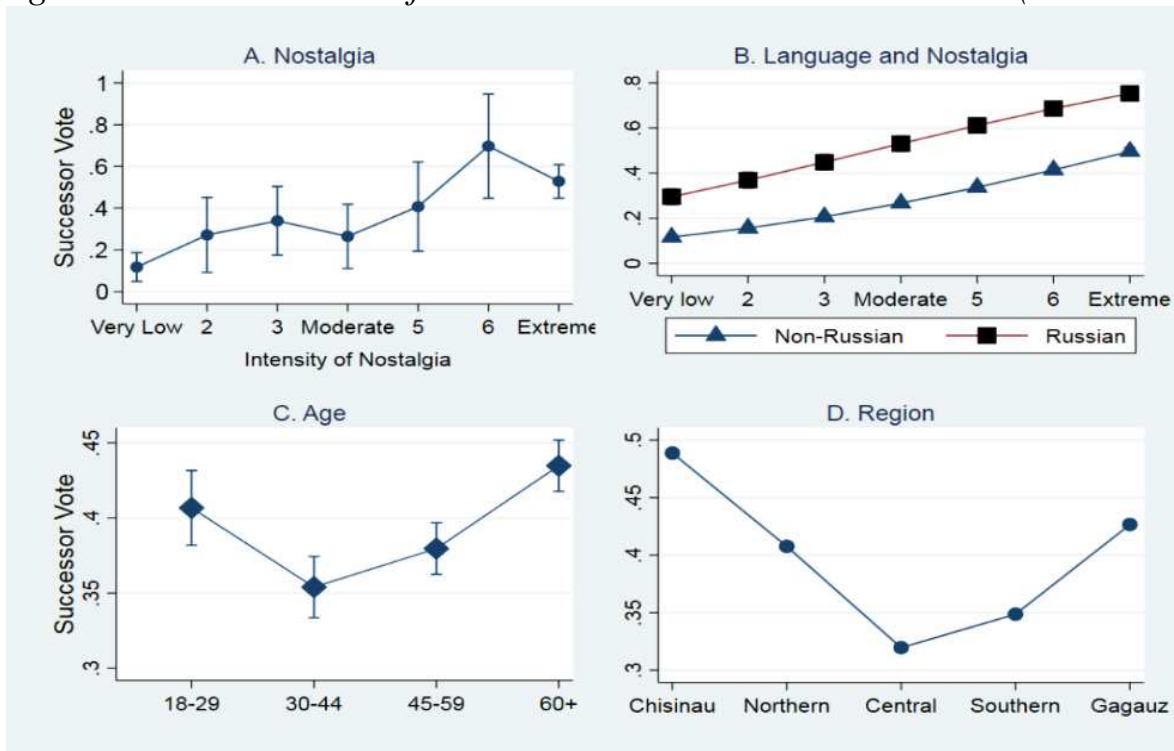 A. Nostalgia
Successor Vote
1
.8
.6
.4
.2
0
Very Low 2 3 Moderate 5 6 Extreme
Intensity of Nostalgia
B. Language and Nostalgia
.8
.6
.4
.2
0
Very low 2 3 Moderate 5 6 Extreme
Non-Russian Russian
C. Age
Successor Vote
.45
.4
.35
.3
18-29 30-44 45-59 60+
D. Region
.5
.45
.4
.35
.3
Chisinau Northern Central Southern Gagauz